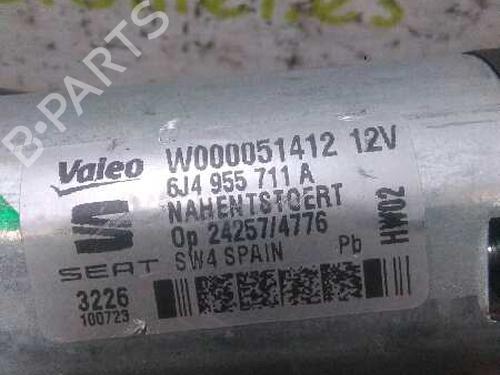 B-PARTS
Valeo W000051412 12V
6J4 955 711 A
NAHENTSTOERT
Op 24257/4776
SW4 SPAIN Pb
HW02
SEAT
3226
100723